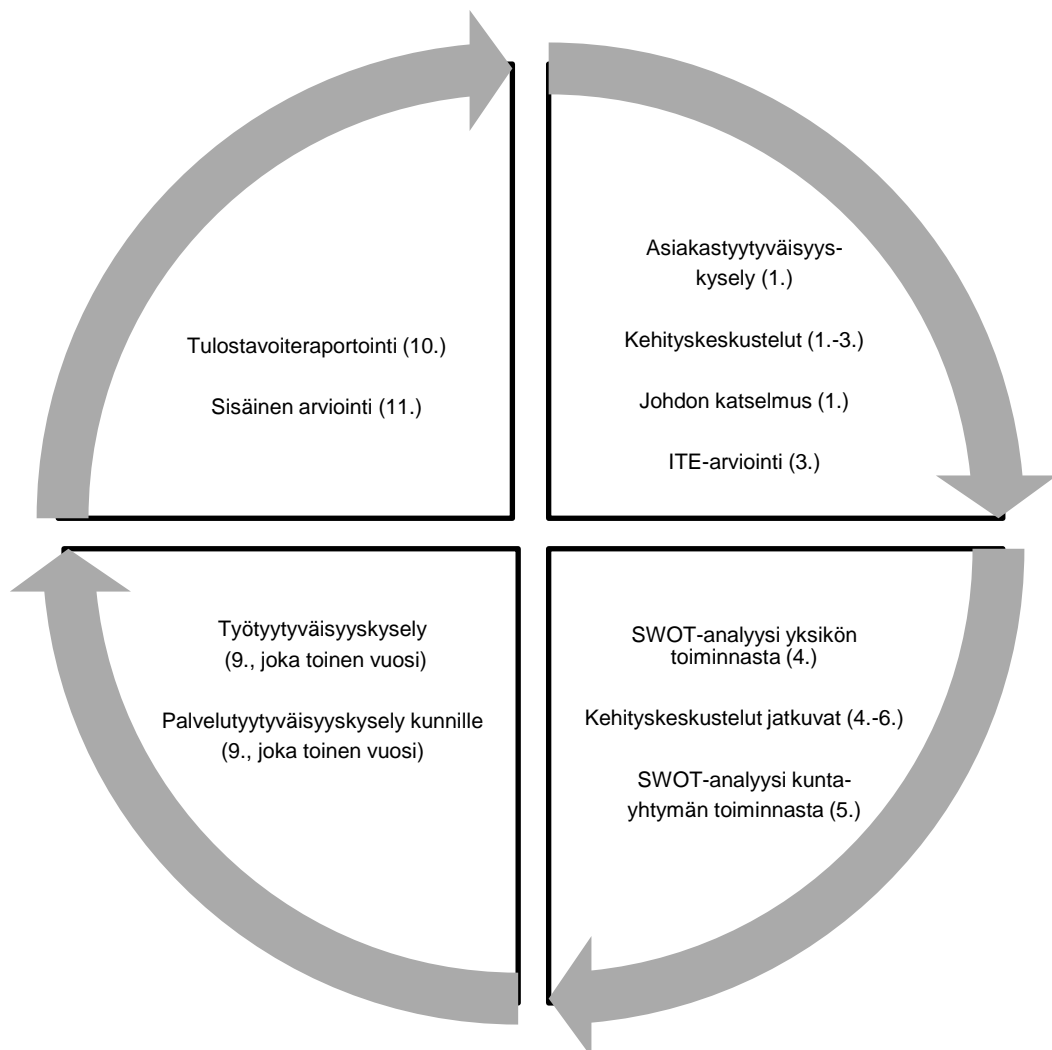 Asiakastyytyväisyys-
kysely (1.)
Kehityskeskustelut (1.-3.)
Johdon katselmus (1.)
ITE-arviointi (3.)
SWOT-analyysi yksikön
toiminnasta (4.)
Kehityskeskustelut jatkuvat (4.-6.)
SWOT-analyysi kunta-
yhtymän toiminnasta (5.)
Työtyytyväisyyskysely
(9., joka toinen vuosi)
Palvelutyytyväisyyskysely kunnille
(9., joka toinen vuosi)
Tulostavoiteraportointi (10.)
Sisäinen arviointi (11.)